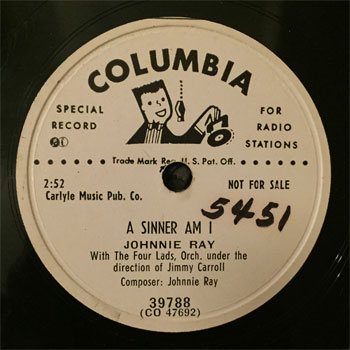 COLUMBIA
SPECIAL
RECORD
FOR
RADIO
STATIONS
Trade Mark Reg. U. S. Pat. Off.
2:52
NOT FOR SALE
Carlyle Music Pub. Co.
5451
A SINNER AM I
JOHNNIE RAY
With The Four Lads, Orch. under the
direction of Jimmy Carroll
Composer: Johnnie Ray
39788
(CO 47692)